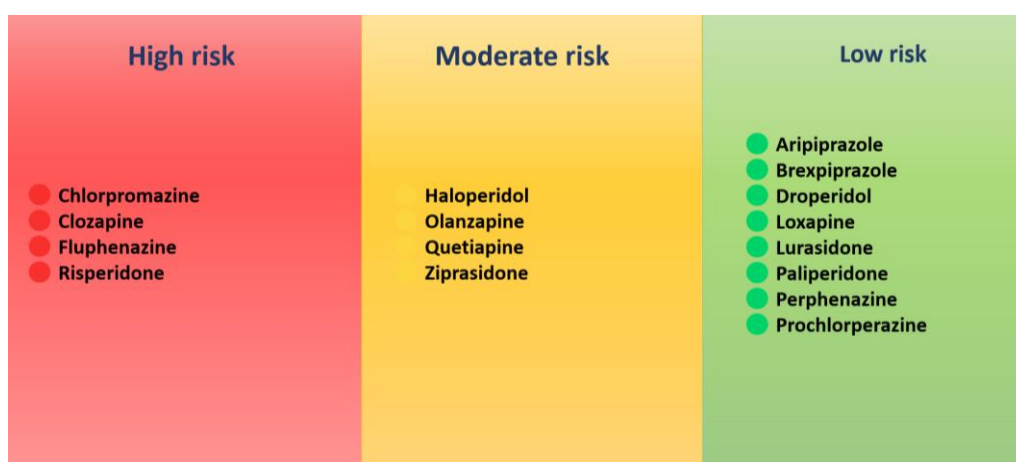 High risk
Chlorpromazine
Clozapine
Fluphenazine
Risperidone
Moderate risk
Haloperidol
Olanzapine
Quetiapine
Ziprasidone
Low risk
Aripiprazole
Brexpiprazole
Droperidol
Loxapine
Lurasidone
Paliperidone
Perphenazine
Prochlorperazine